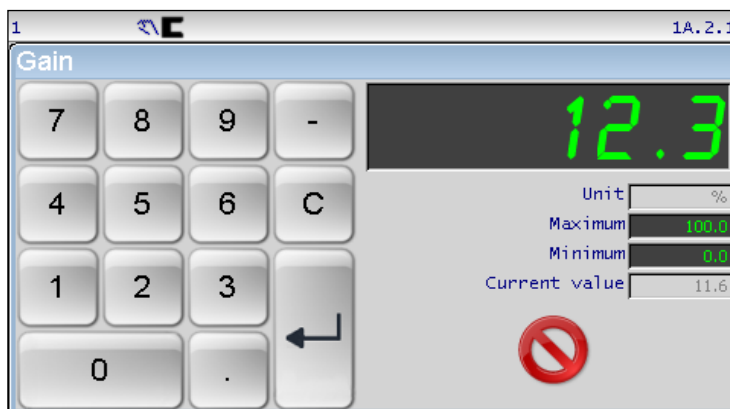 1 1A.2.1
Gain
12.3
7 8 9 -
4 5 6 C
1 2 3
0 .
Unit %
Maximum 100.0
Minimum 0.0
Current value 11.6